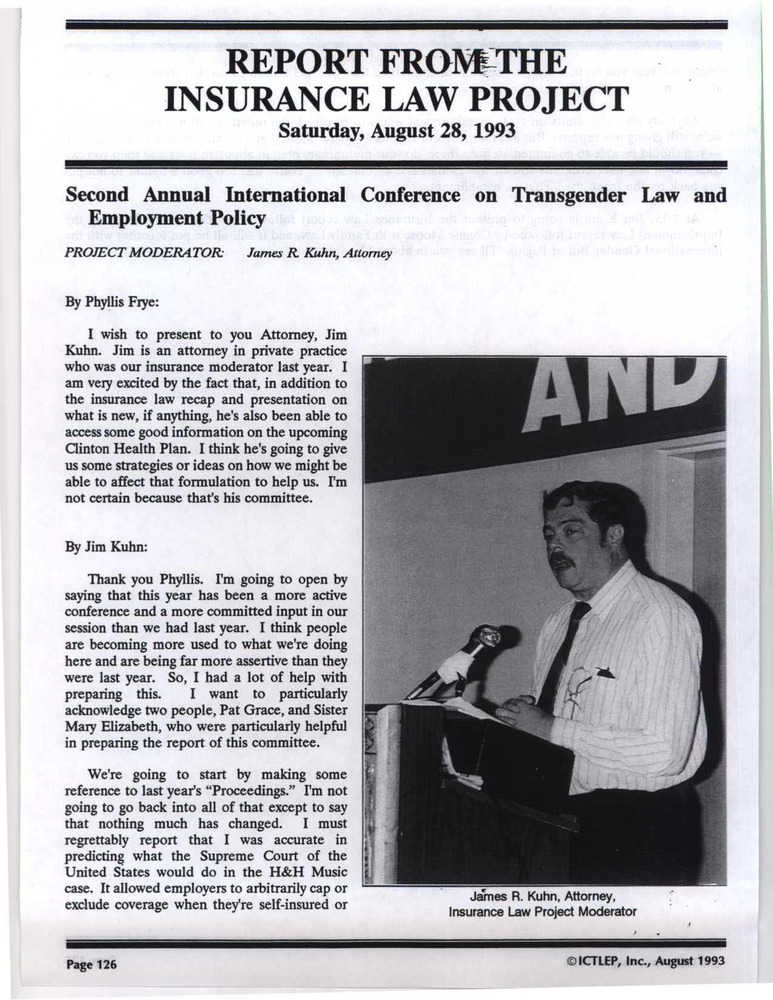 REPORT FROM THE
INSURANCE LAW PROJECT
Saturday, August 28, 1993
Second Annual International Conference on Transgender Law and
Employment Policy
PROJECT MODERATOR: James R. Kuhn, Attorney
By Phyllis Frye:
I wish to present to you Attorney, Jim
Kuhn. Jim is an attorney in private practice
who was our insurance moderator last year. I
am very excited by the fact that, in addition to
the insurance law recap and presentation on
what is new, if anything, he's also been able to
access some good information on the upcoming
Clinton Health Plan. I think he's going to give
us some strategies or ideas on how we might be
able to affect that formulation to help us. I'm
not certain because that's his committee.
By Jim Kuhn:
Thank you Phyllis. I'm going to open by
saying that this year has been a more active
conference and a more committed input in our
session than we had last year. I think people
are becoming more used to what we're doing
here and are being far more assertive than they
were last year. So, I had a lot of help with
preparing this. I want to particularly
acknowledge two people, Pat Grace, and Sister
Mary Elizabeth, who were particularly helpful
in preparing the report of this committee.
We're going to start by making some
reference to last year's “Proceedings.” I'm not
going to go back into all of that except to say
that nothing much has changed. I must
regrettably report that I was accurate in
predicting what the Supreme Court of the
United States would do in the H&H Music
case. It allowed employers to arbitrarily cap or
exclude coverage when they're self-insured or
AND
James R. Kuhn, Attorney,
Insurance Law Project Moderator
Page 126
© ICTLEP, Inc., August 1993